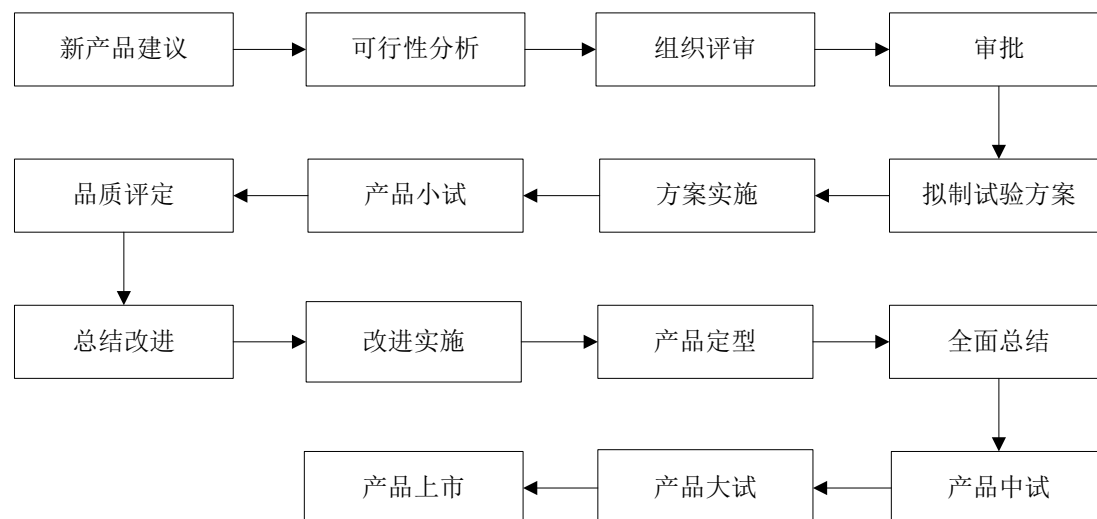 新产品建议
可行性分析
组织评审
审批
拟制试验方案
方案实施
产品小试
品质评定
总结改进
改进实施
产品定型
全面总结
产品中试
产品大试
产品上市